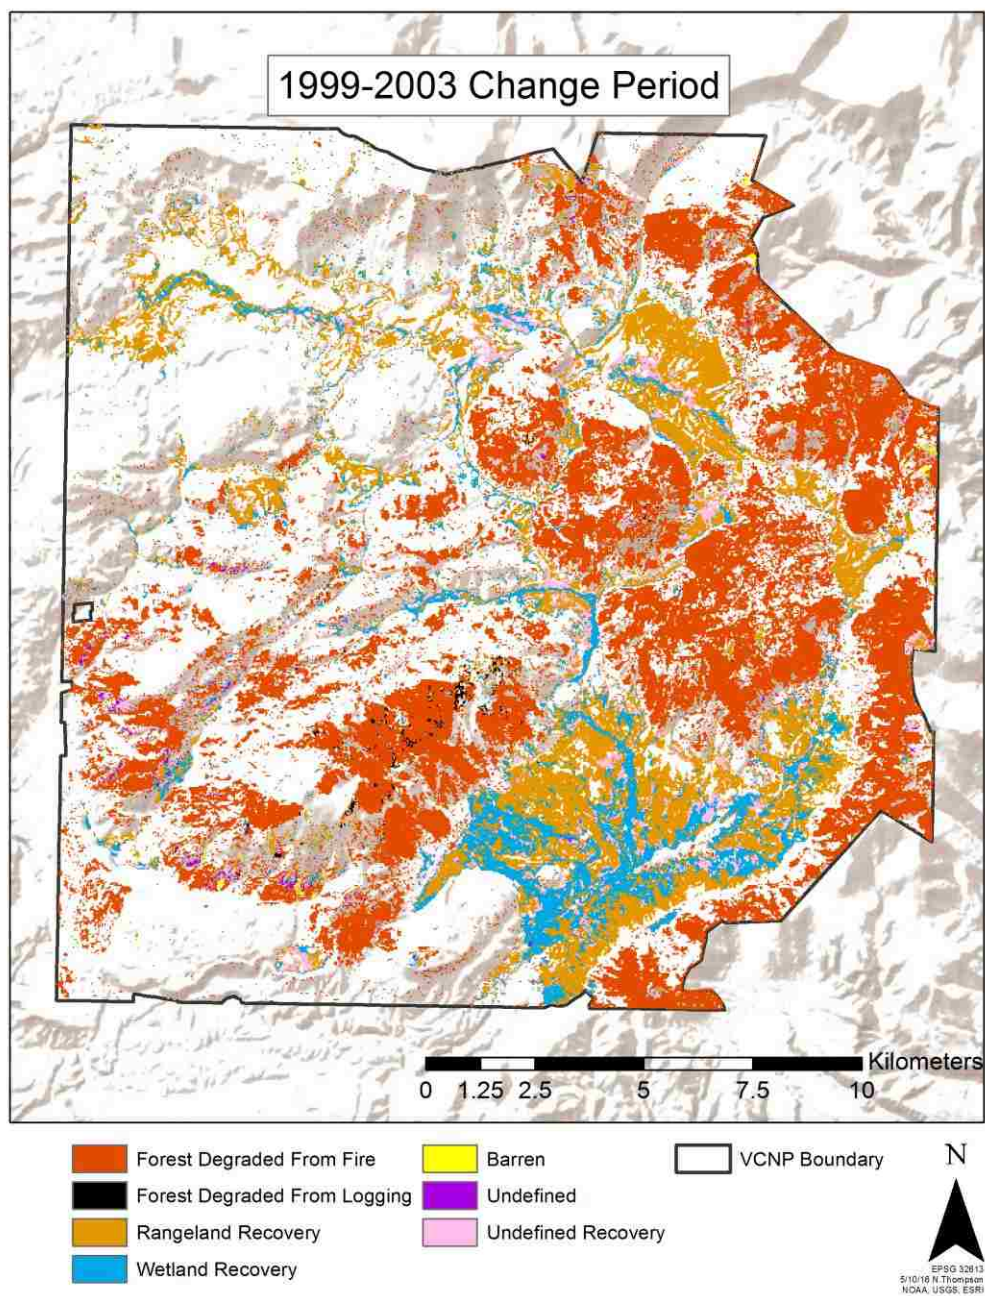 1999-2003 Change Period
Kilometers
0 1.25 2.5 5 7.5 10
Forest Degraded From Fire
Forest Degraded From Logging
Rangeland Recovery
Wetland Recovery
Barren
Undefined
Undefined Recovery
VCNP Boundary
N
EPSG 32613
5/10/16 N.Thompson
NOAA, USGS, ESRI